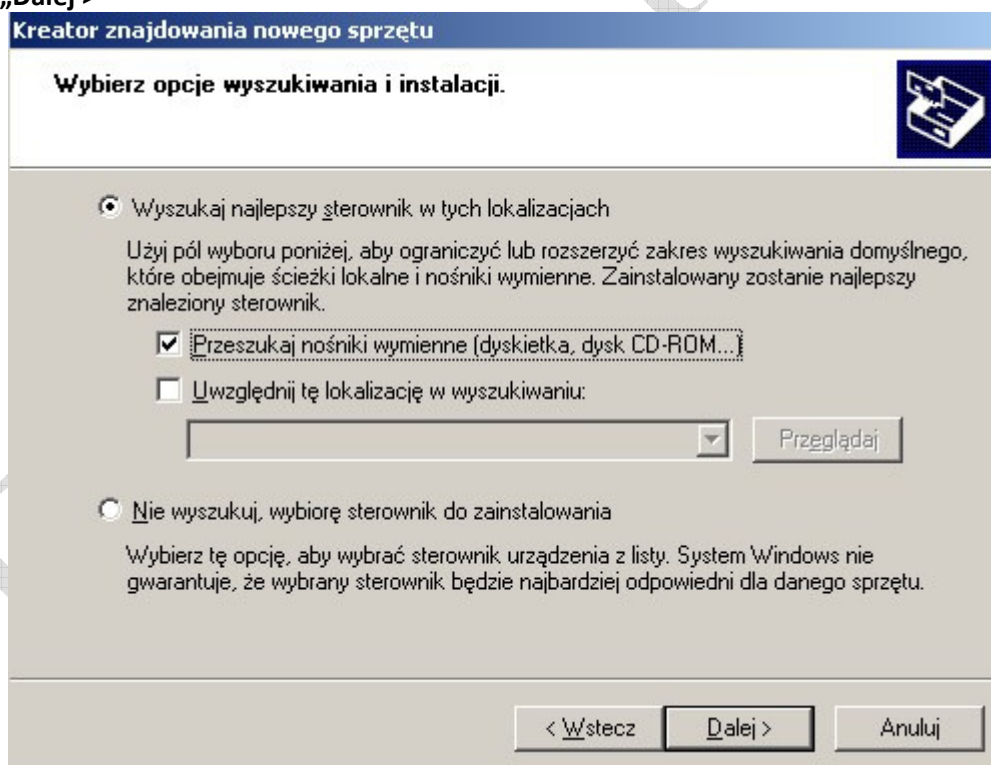 „Dalej >"
Kreator znajdowania nowego sprzętu
Wybierz opcje wyszukiwania i instalacji.
Wyszukaj najlepszy sterownik w tych lokalizacjach
Użyj pól wyboru poniżej, aby ograniczyć lub rozszerzyć zakres wyszukiwania domyślnego,
które obejmuje ścieżki lokalne i nośniki wymienne. Zainstalowany zostanie najlepszy
znaleziony sterownik.
Przeszukaj nośniki wymienne (dyskietka, dysk CD-ROM...)
Uwzględnij tę lokalizację w wyszukiwaniu:
Przeglądaj
Nie wyszukuj, wybiorę sterownik do zainstalowania
Wybierz tę opcję, aby wybrać sterownik urządzenia z listy. System Windows nie
gwarantuje, że wybrany sterownik będzie najbardziej odpowiedni dla danego sprzętu.
< Wstecz Dalej > Anuluj